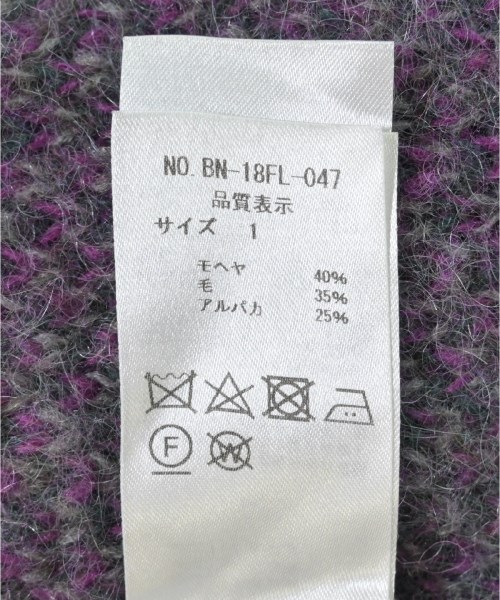 NO. BN-18FL-047
品質表示
サイズ 1
モヘヤ 40%
毛 35%
アルパカ 25%
F W